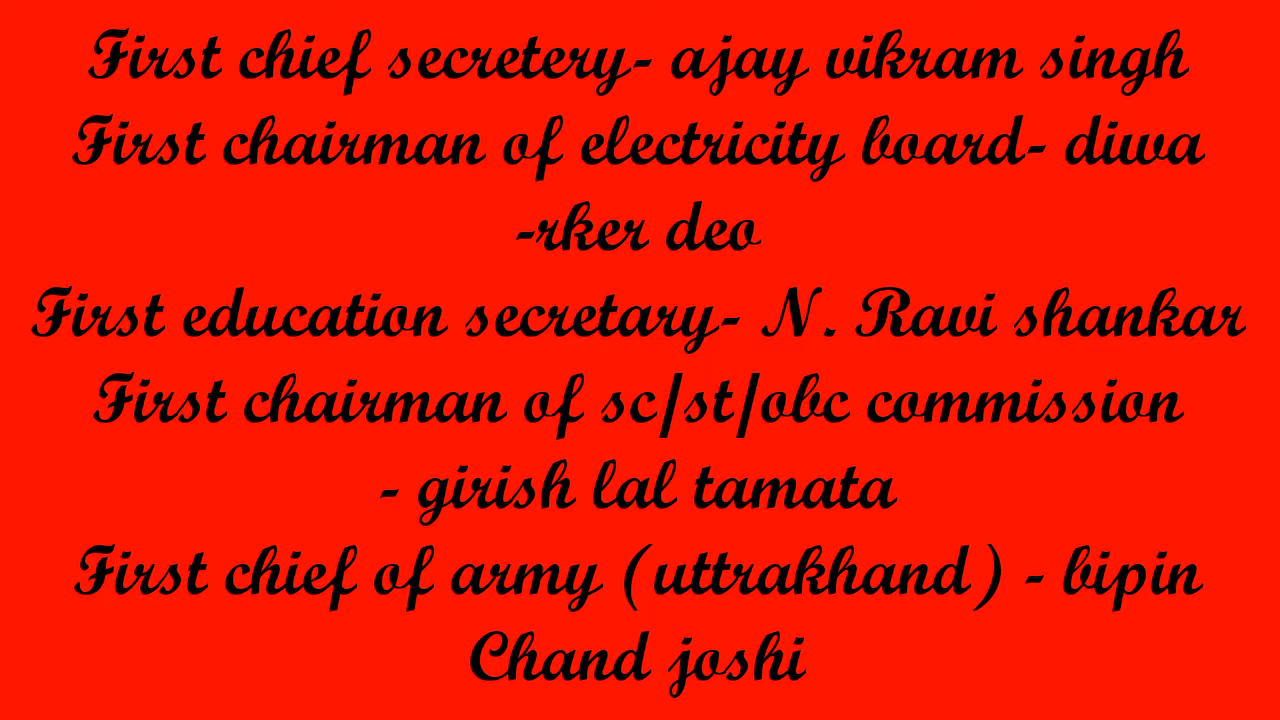 First chief secretery- ajay vikram singh
First chairman of electricity board- diwa
-rker deo
First education secretary- N. Ravi shankar
First chairman of sc/st/obc commission
- girish lal tamata
First chief of army (uttrakhand) - bipin
Chand joshi